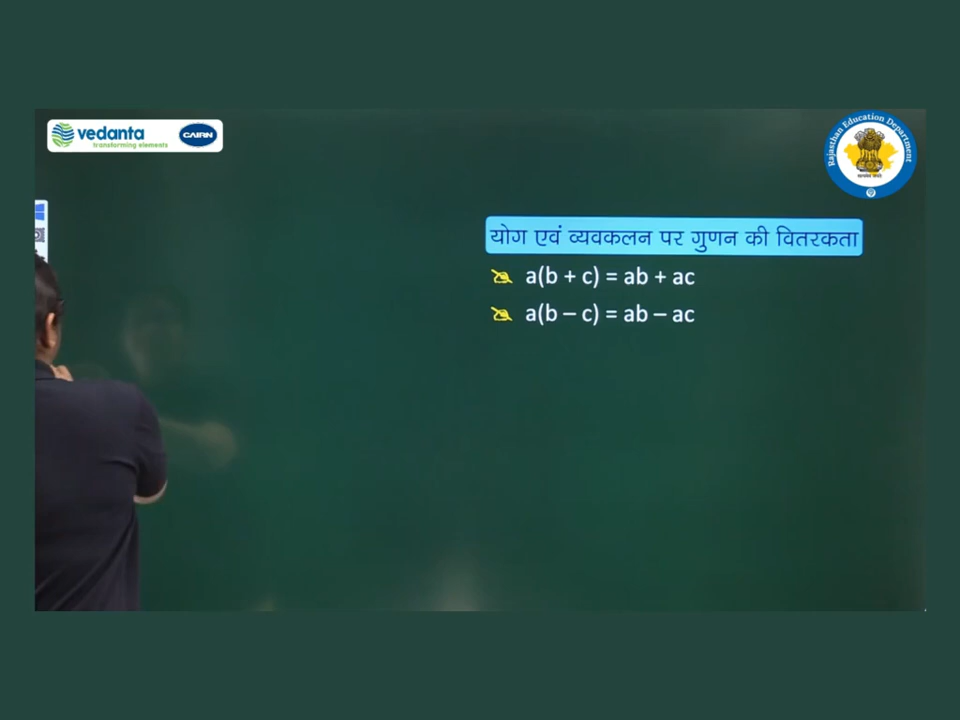 vedanta
transforming elements
CAIRN
Rajasthan Education Department
योग एवं व्यवकलन पर गुणन की वितरकता
a(b + c) = ab + ac
a(b – c) = ab – ac